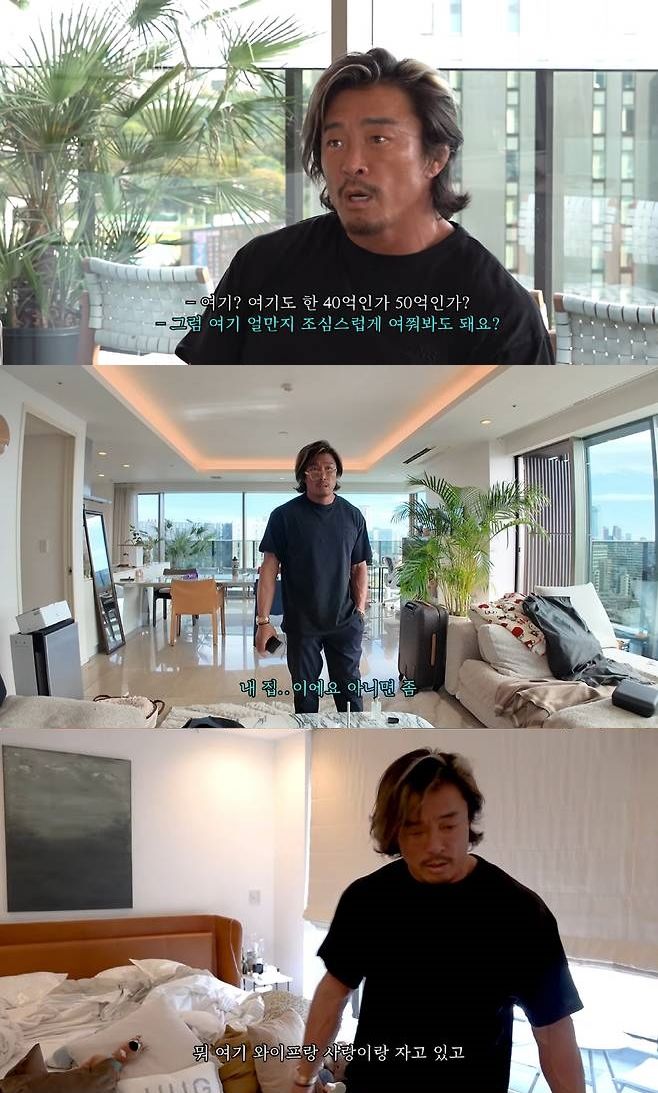 - 여기? 여기도 한 40억인가 50억인가?
- 그럼 여기 얼만지 조심스럽게 여쭤봐도 돼요?
내 집..이에요 아니면 좀
뭐 여기 와이프랑 사랑이랑 자고 있고
HUG